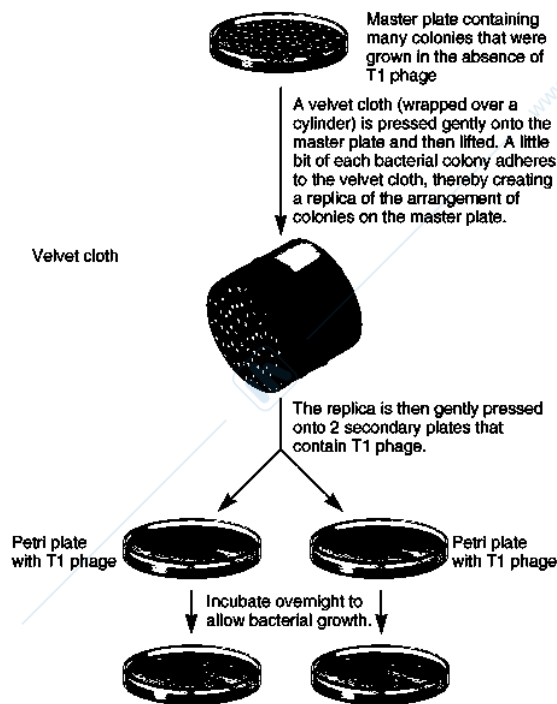 Master plate containing
many colonies that were
grown in the absence of
T1 phage
A velvet cloth (wrapped over a
cylinder) is pressed gently onto the
master plate and then lifted. A little
bit of each bacterial colony adheres
to the velvet cloth, thereby creating
a replica of the arrangement of
colonies on the master plate.
Velvet cloth
The replica is then gently pressed
onto 2 secondary plates that
contain T1 phage.
Petri plate
with T1 phage
Petri plate
with T1 phage
Incubate overnight to
allow bacterial growth.